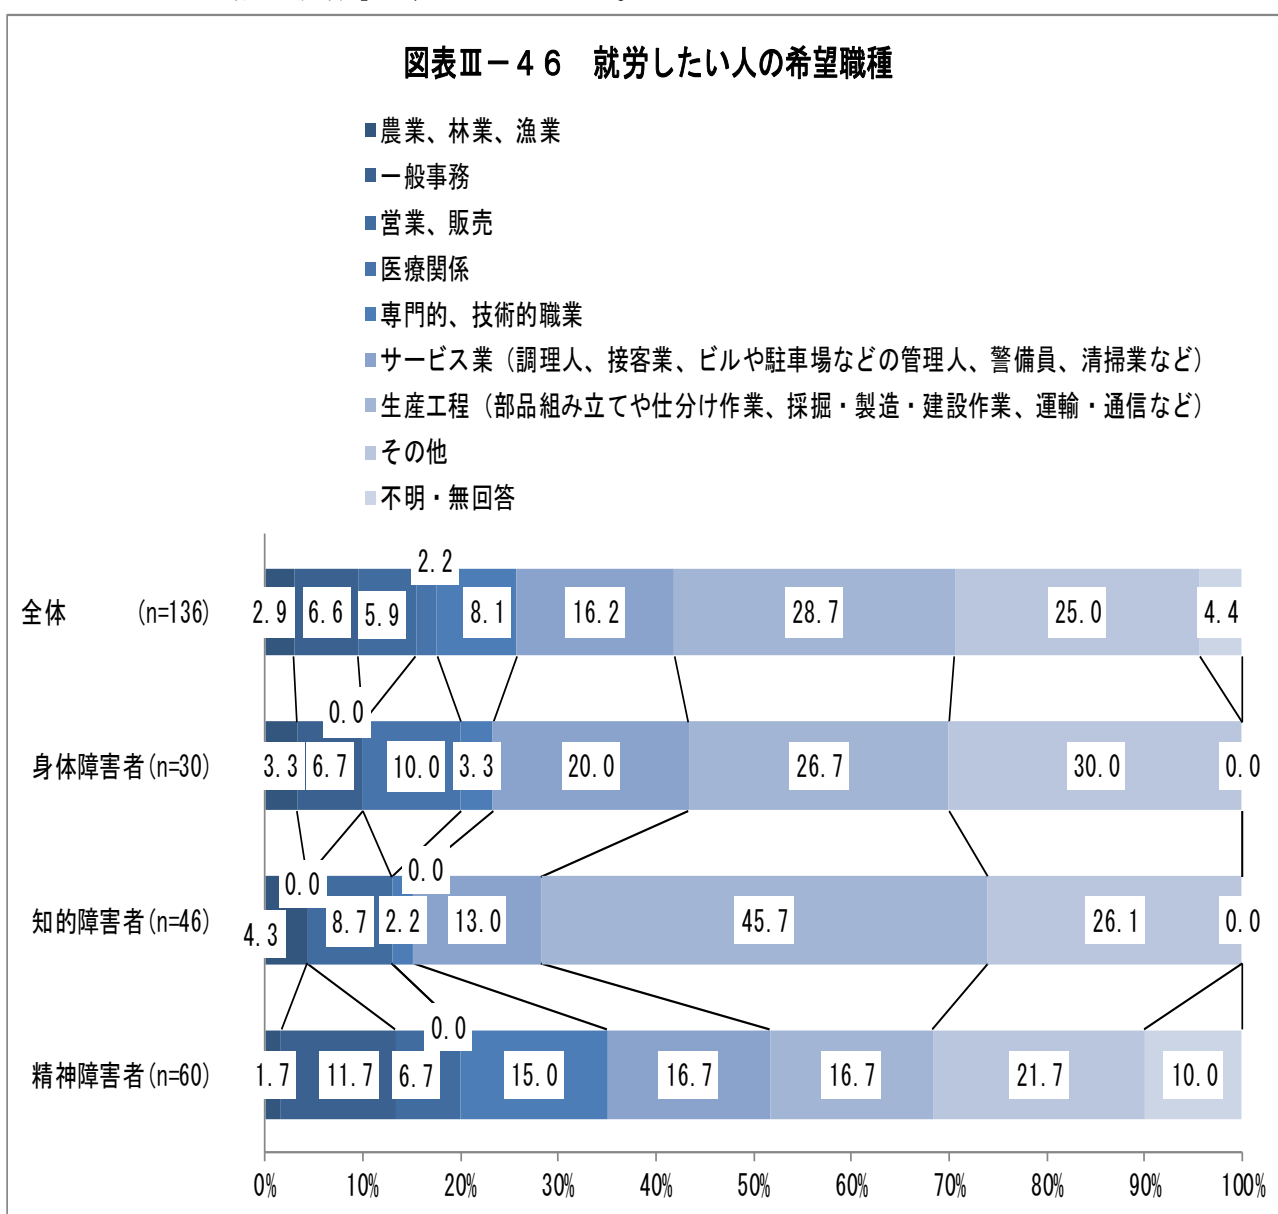 図表Ⅲ－４６　就労したい人の希望職種
農業、林業、漁業
一般事務
営業、販売
医療関係
専門的、技術的職業
サービス業（調理人、接客業、ビルや駐車場などの管理人、警備員、清掃業など）
生産工程（部品組み立てや仕分け作業、採掘・製造・建設作業、運輸・通信など）
その他
不明・無回答
2.2
全体　　　(n=136) 2.9 6.6 5.9 8.1 16.2 28.7 25.0 4.4
0.0
身体障害者(n=30) 3.3 6.7 10.0 3.3 20.0 26.7 30.0 0.0
0.0 0.0
知的障害者(n=46) 4.3 8.7 2.2 13.0 45.7 26.1 0.0
0.0
精神障害者(n=60) 1.7 11.7 6.7 15.0 16.7 16.7 21.7 10.0
0% 10% 20% 30% 40% 50% 60% 70% 80% 90% 100%